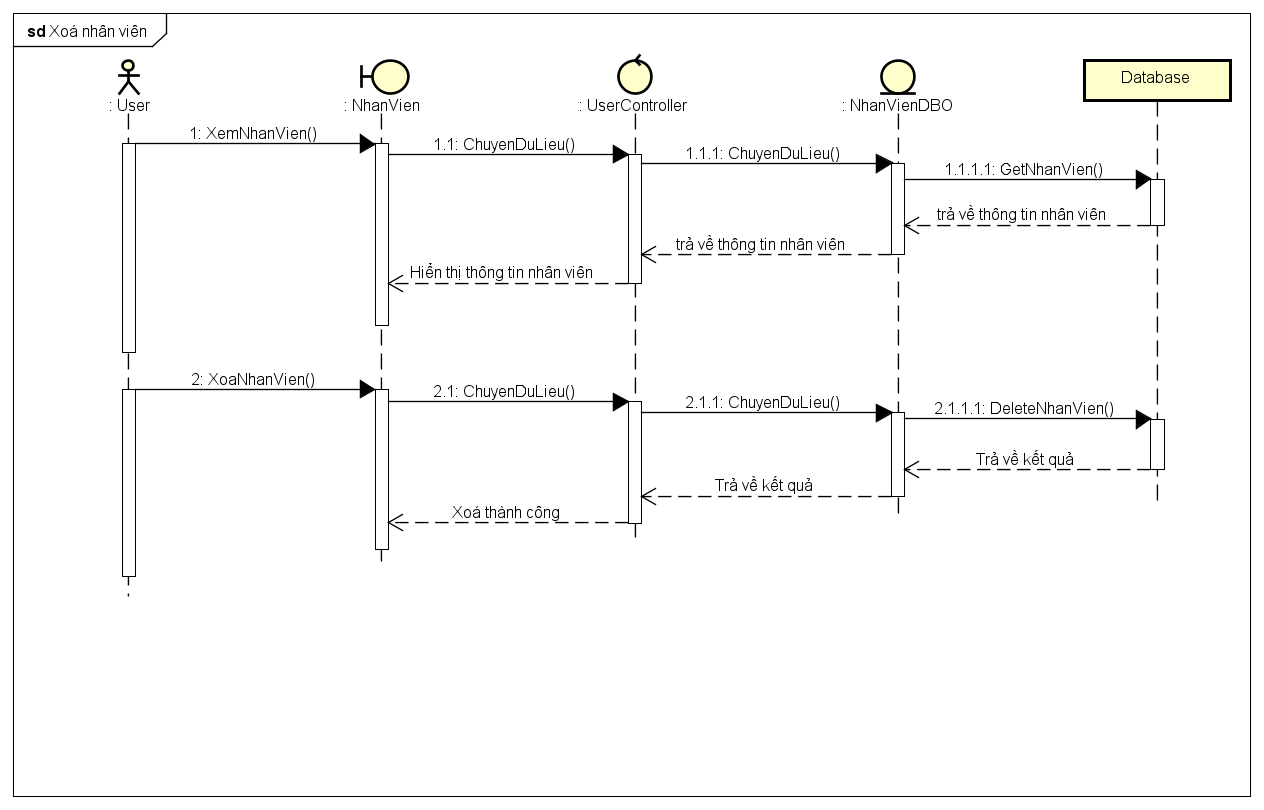 sd Xoá nhân viên
: User
: NhanVien
: UserController
: NhanVienDBO
Database
1: XemNhanVien()
1.1: ChuyenDuLieu()
1.1.1: ChuyenDuLieu()
1.1.1.1: GetNhanVien()
trả về thông tin nhân viên
trả về thông tin nhân viên
Hiển thị thông tin nhân viên
2: XoaNhanVien()
2.1: ChuyenDuLieu()
2.1.1: ChuyenDuLieu()
2.1.1.1: DeleteNhanVien()
Trả về kết quả
Trả về kết quả
Xoá thành công